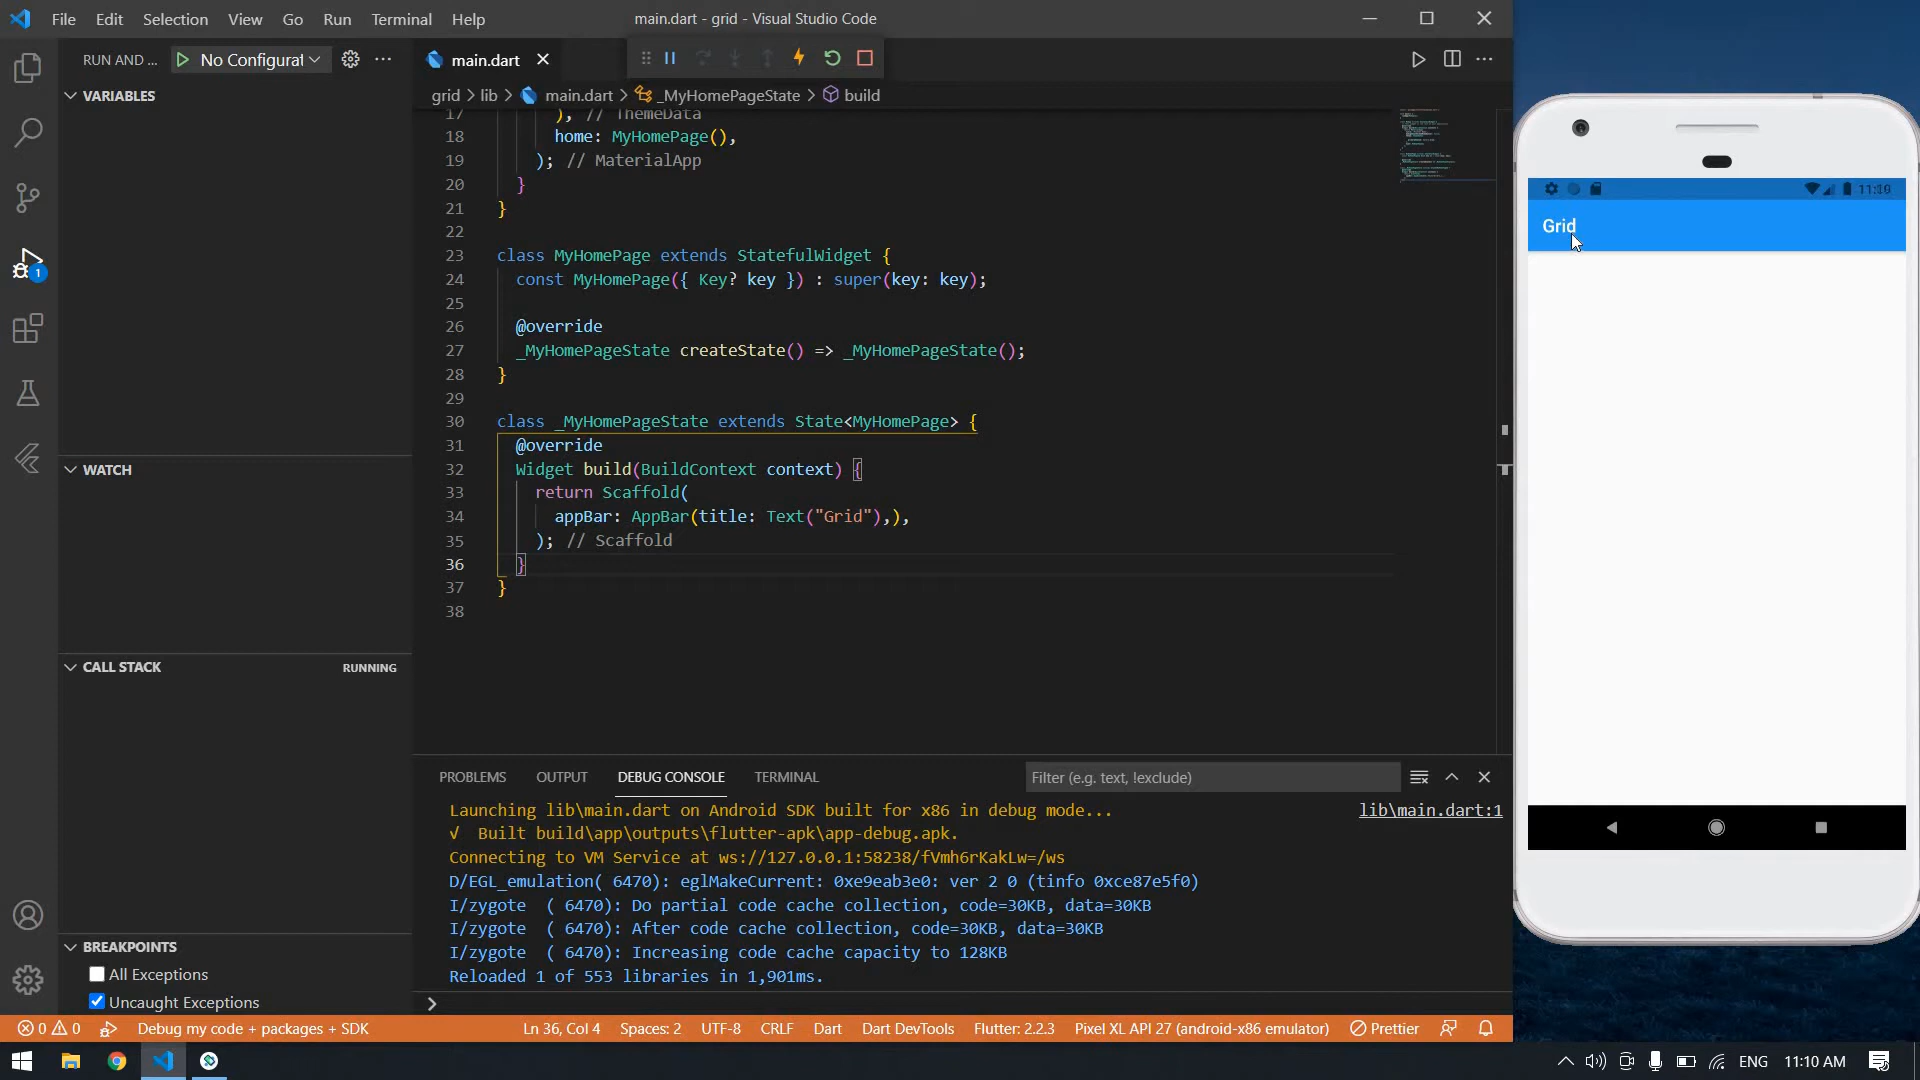 File Edit Selection View Go Run Terminal Help
main.dart - grid - Visual Studio Code
RUN AND ...
No Configurat
main.dart
grid > lib > main.dart > _MyHomePageState > build
VARIABLES
WATCH
CALL STACK
RUNNING
BREAKPOINTS
All Exceptions
Uncaught Exceptions
17 ), // ThemeData
18 home: MyHomePage(),
19 ); // MaterialApp
20 }
21 }
22
23 class MyHomePage extends StatefulWidget {
24 const MyHomePage({ Key? key }) : super(key: key);
25
26 @override
27 _MyHomePageState createState() => _MyHomePageState();
28 }
29
30 class _MyHomePageState extends State<MyHomePage> {
31 @override
32 Widget build(BuildContext context) {
33 return Scaffold(
34 appBar: AppBar(title: Text("Grid"),),
35 ); // Scaffold
36 }
37 }
38
PROBLEMS OUTPUT DEBUG CONSOLE TERMINAL
Filter (e.g. text, !exclude)
Launching lib\main.dart on Android SDK built for x86 in debug mode...
lib\main.dart:1
√ Built build\app\outputs\flutter-apk\app-debug.apk.
Connecting to VM Service at ws://127.0.0.1:58238/fVmh6rKakLw=/ws
D/EGL_emulation( 6470): eglMakeCurrent: 0xe9eab3e0: ver 2 0 (tinfo 0xce87e5f0)
I/zygote ( 6470): Do partial code cache collection, code=30KB, data=30KB
I/zygote ( 6470): After code cache collection, code=30KB, data=30KB
I/zygote ( 6470): Increasing code cache capacity to 128KB
Reloaded 1 of 553 libraries in 1,901ms.
>
1
11:10
Grid
0 0 Debug my code + packages + SDK
Ln 36, Col 4 Spaces: 2 UTF-8 CRLF Dart Dart DevTools Flutter: 2.2.3 Pixel XL API 27 (android-x86 emulator) Prettier
ENG 11:10 AM